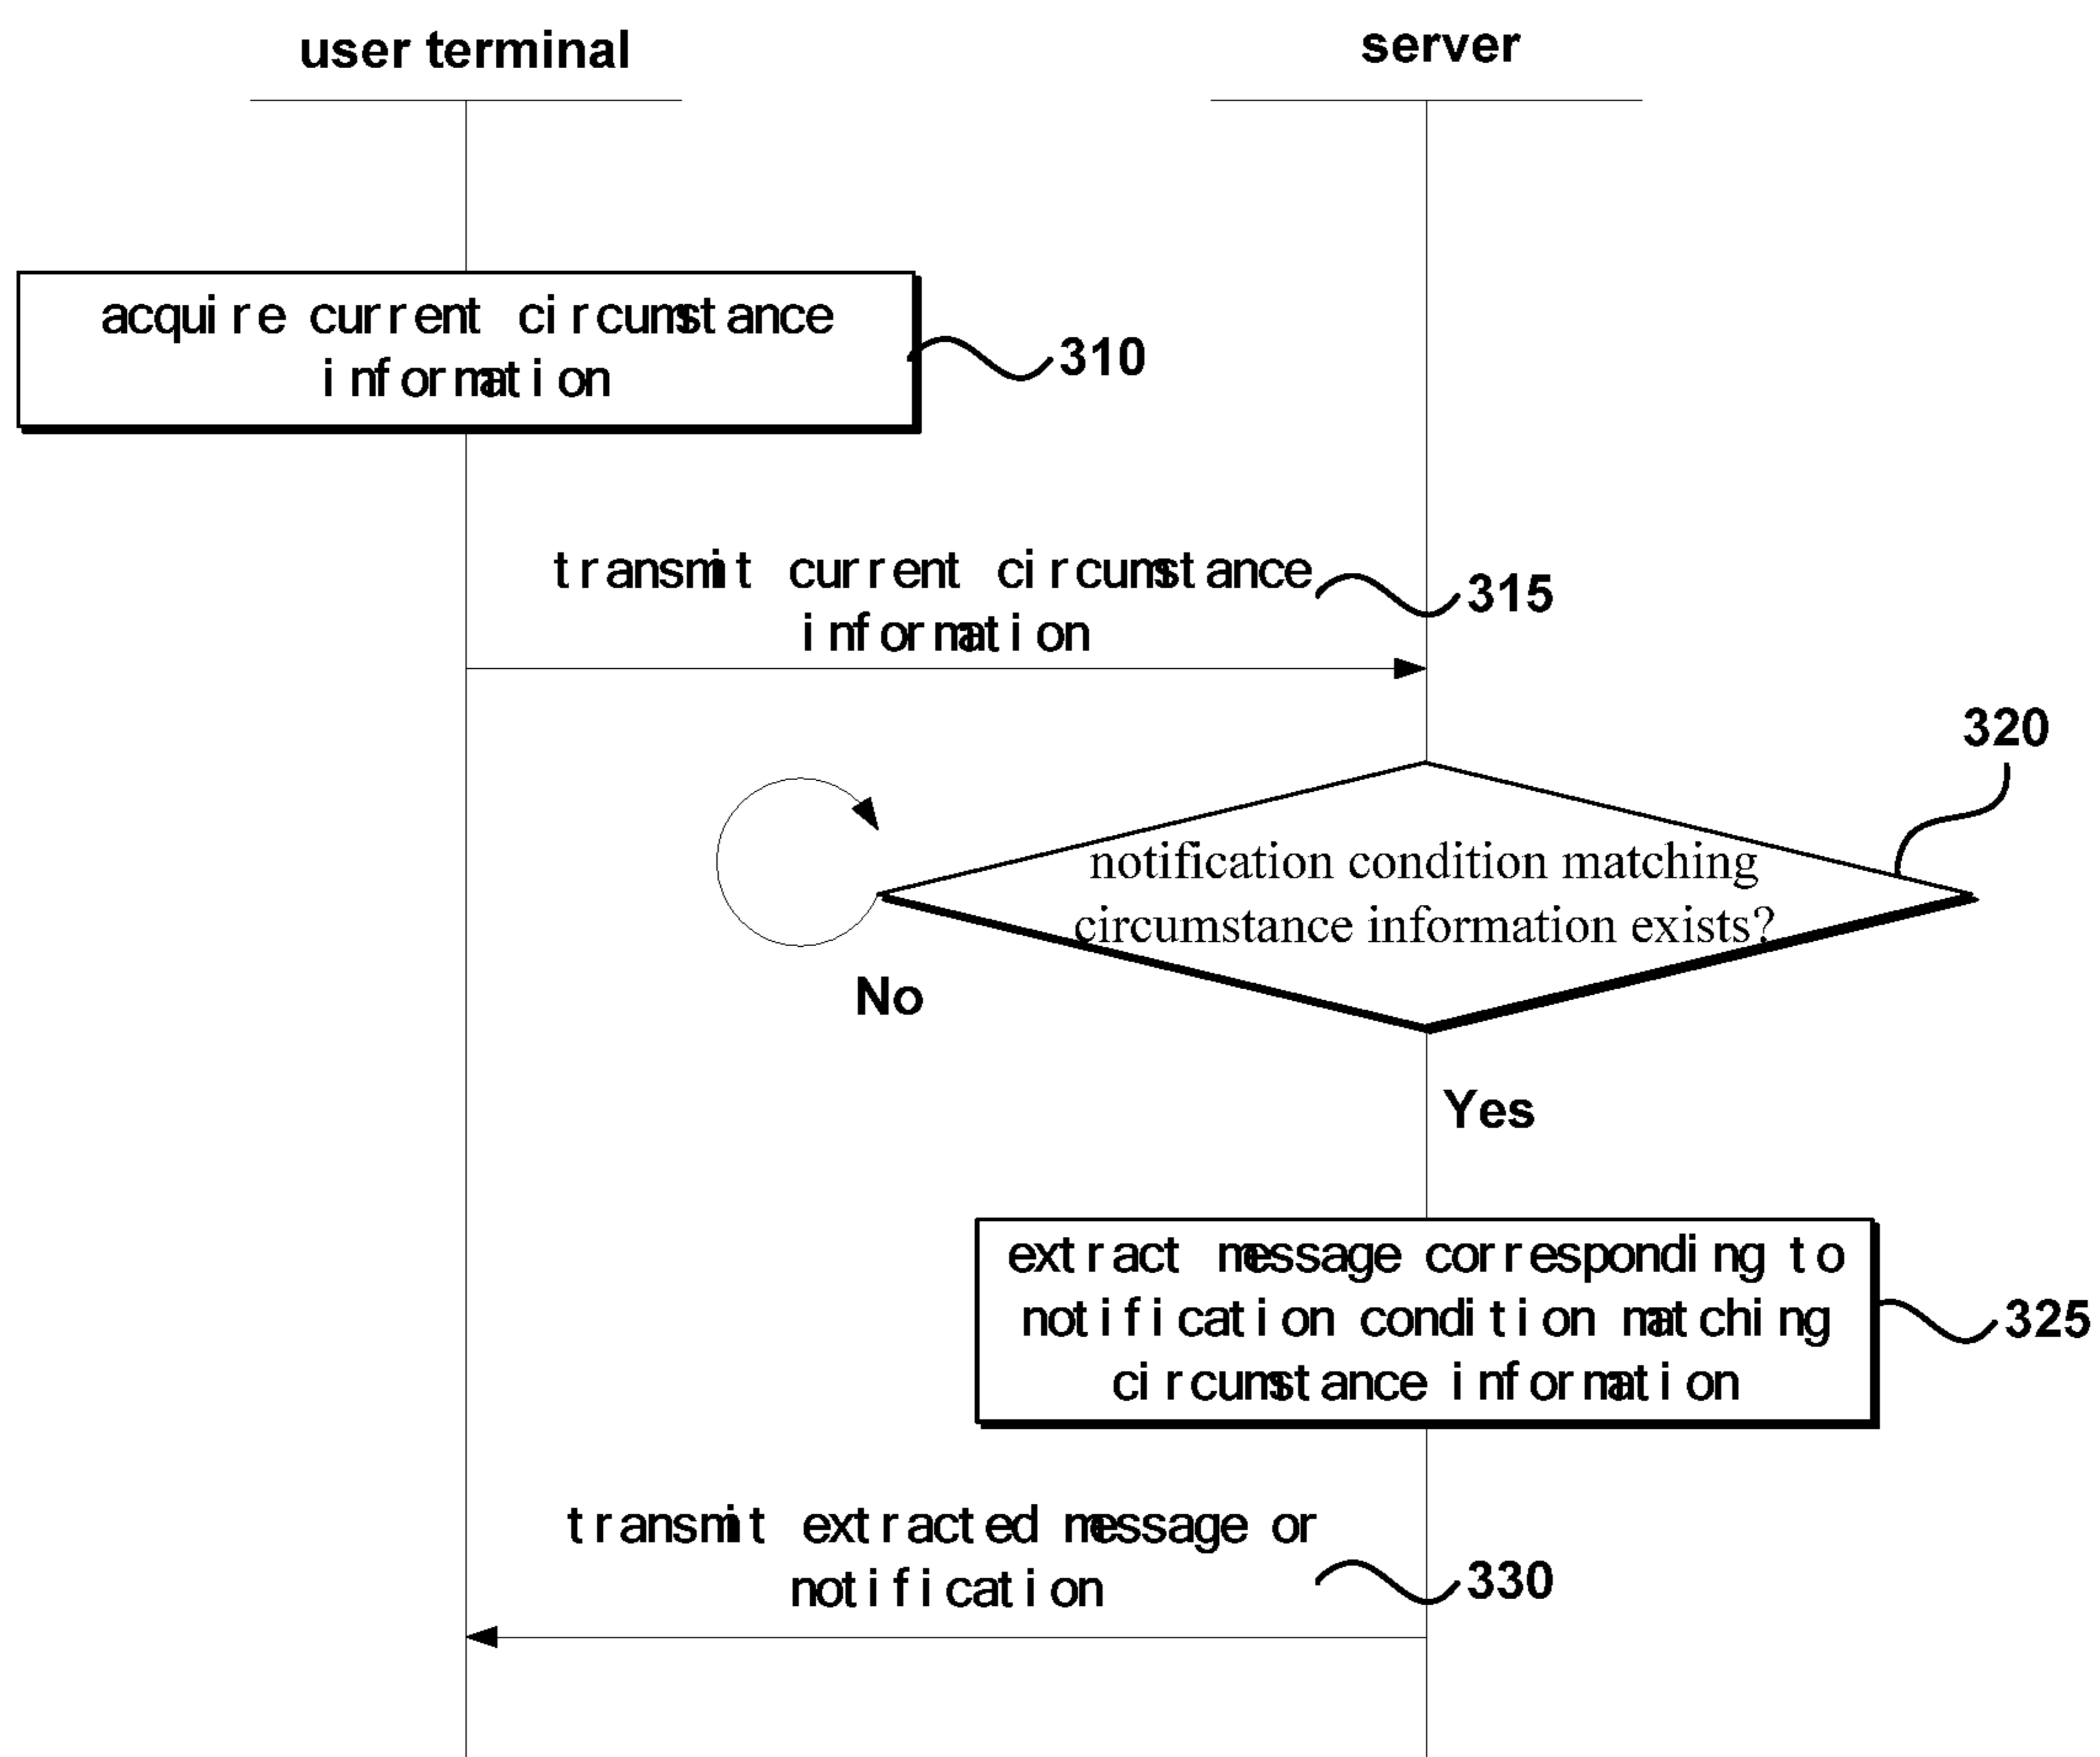 user terminal
server
acquire current circumstance
information
310
transmit current circumstance
information
315
320
notification condition matching
circumstance information exists?
No
Yes
extract message corresponding to
notification condition matching
circumstance information
325
transmit extracted message or
notification
330